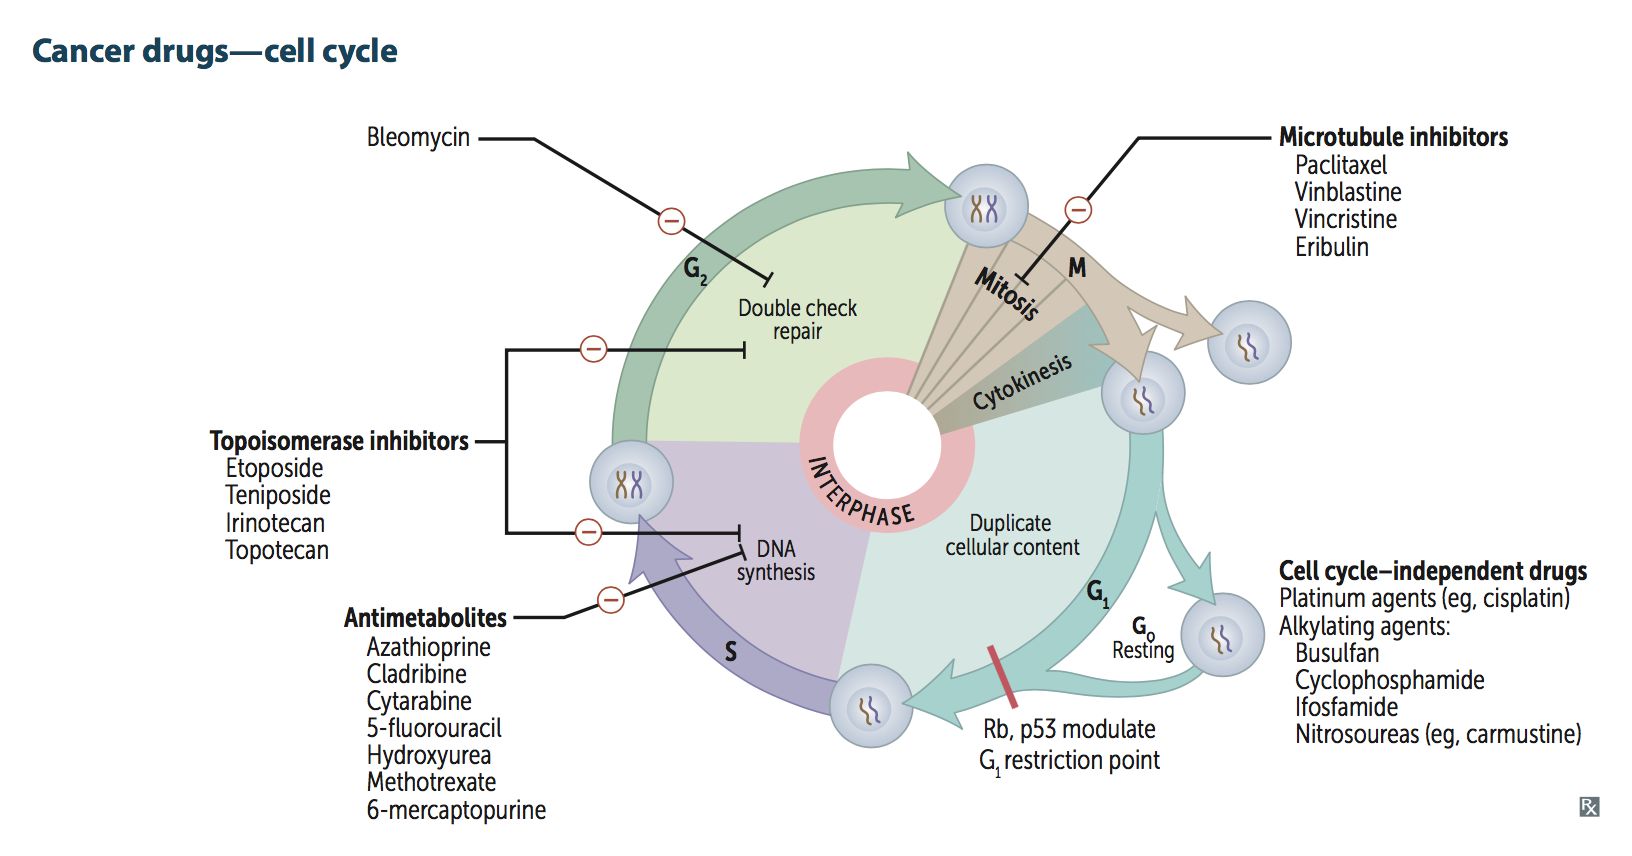 Cancer drugs—cell cycle
Bleomycin
Microtubule inhibitors
Paclitaxel
Vinblastine
Vincristine
Eribulin
G2
Double check
repair
Mitosis
M
Cytokinesis
Topoisomerase inhibitors
Etoposide
Teniposide
Irinotecan
Topotecan
INTERPHASE
DNA
synthesis
Duplicate
cellular content
Antimetabolites
Azathioprine
Cladribine
Cytarabine
5-fluorouracil
Hydroxyurea
Methotrexate
6-mercaptopurine
S
G1
G0
Resting
Rb, p53 modulate
G1 restriction point
Cell cycle–independent drugs
Platinum agents (eg, cisplatin)
Alkylating agents:
Busulfan
Cyclophosphamide
Ifosfamide
Nitrosoureas (eg, carmustine)
Rx